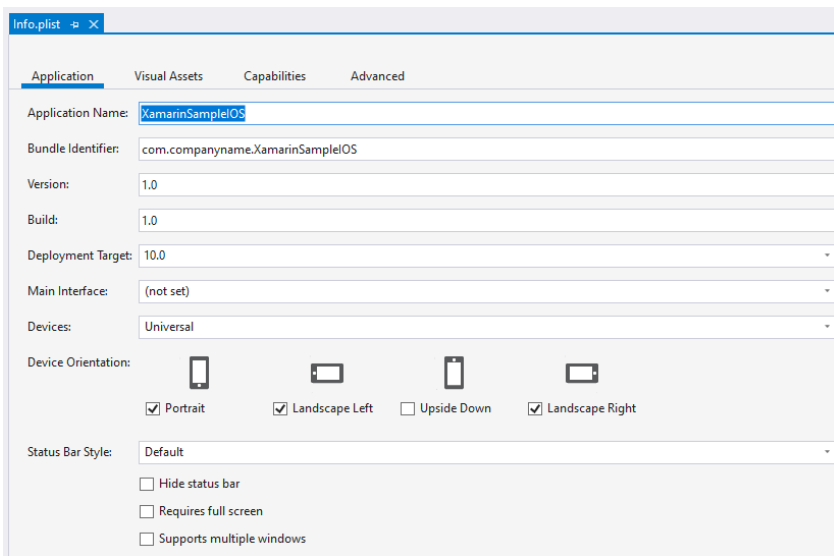 Info.plist
Application Visual Assets Capabilities Advanced
Application Name: XamarinSampleIOS
Bundle Identifier: com.companyname.XamarinSampleIOS
Version: 1.0
Build: 1.0
Deployment Target: 10.0
Main Interface: (not set)
Devices: Universal
Device Orientation:
Portrait Landscape Left Upside Down Landscape Right
Status Bar Style: Default
Hide status bar
Requires full screen
Supports multiple windows